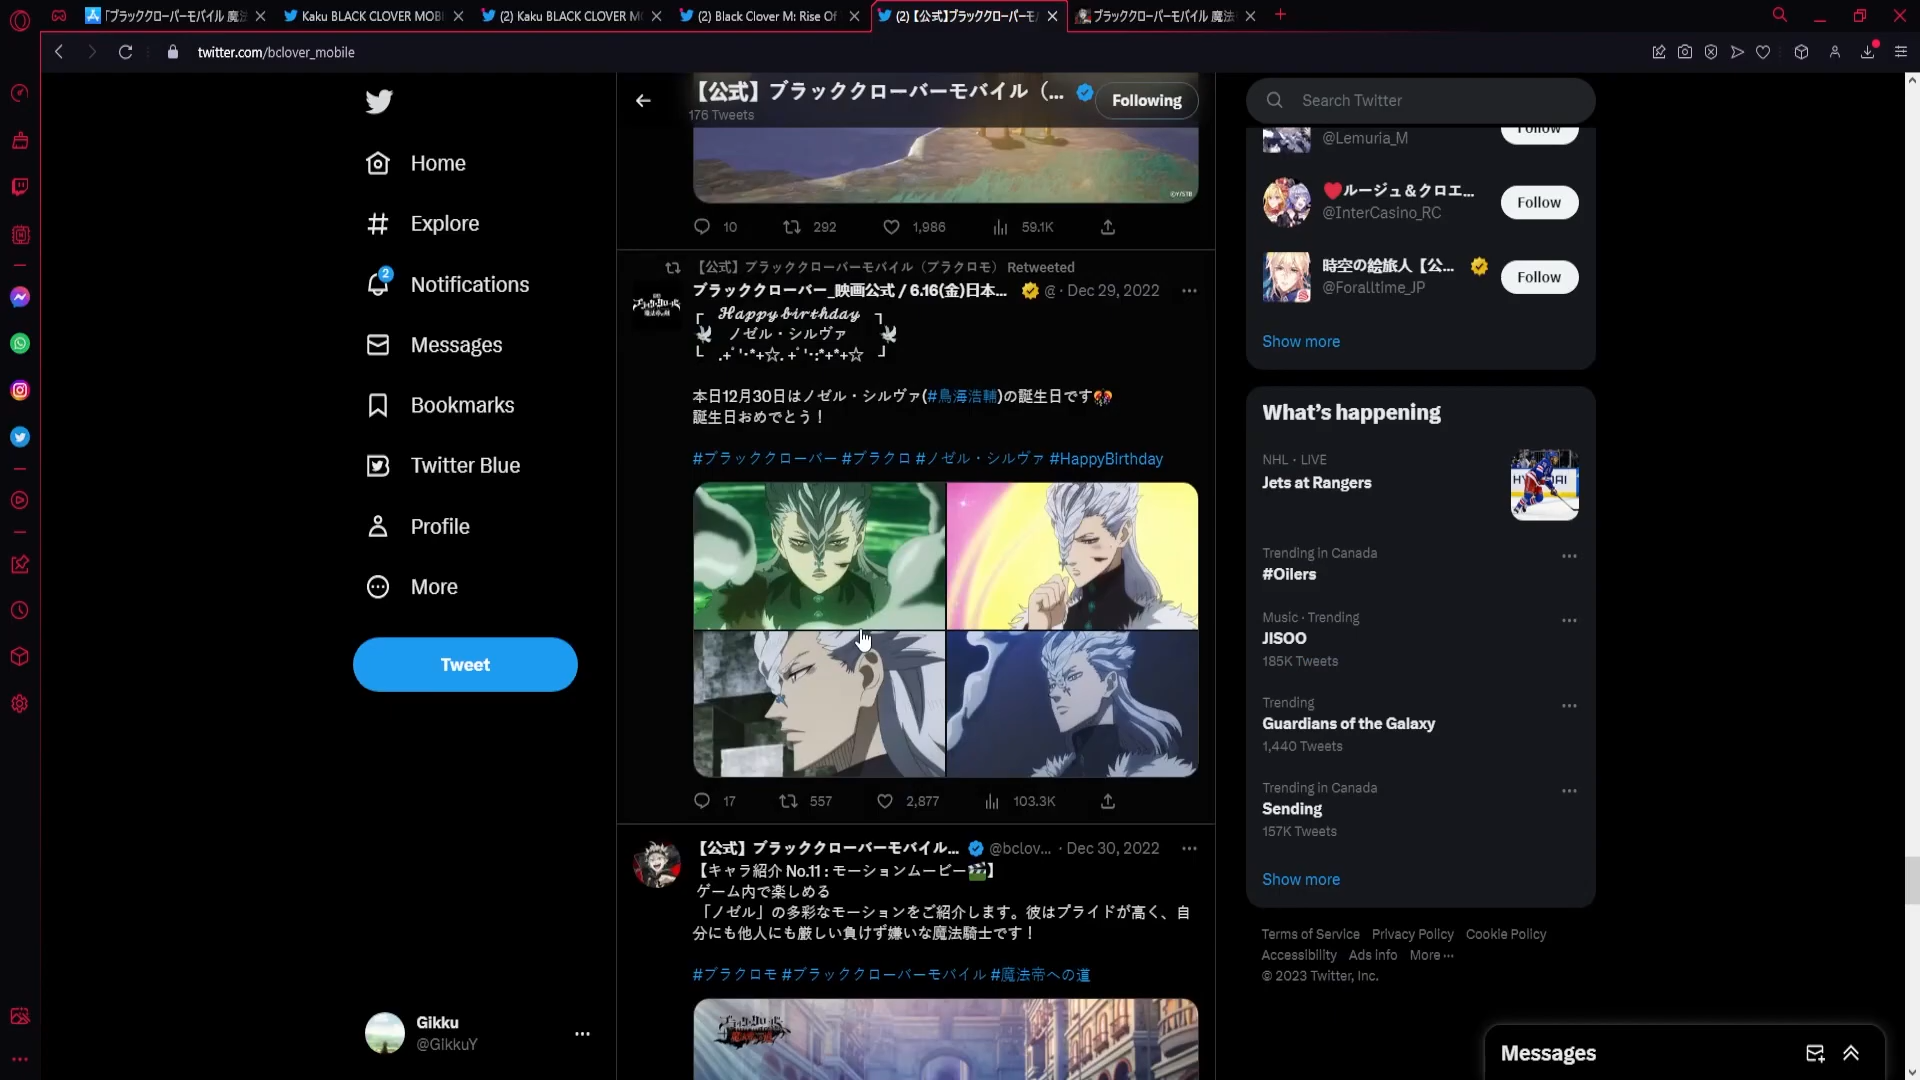 「ブラッククローバーモバイル 魔法
Kaku BLACK CLOVER MOBI
(2) Kaku BLACK CLOVER M
(2) Black Clover M: Rise Of
(2) 【公式】ブラッククローバーモバ
ブラッククローバーモバイル 魔法
twitter.com/bclover_mobile
Home
Explore
2
Notifications
Messages
Bookmarks
Twitter Blue
Profile
More
Tweet
Gikku
@GikkuY
【公式】ブラッククローバーモバイル（...
176 Tweets
Following
©Y/STB
10 292 1,986 59.1K
【公式】ブラッククローバーモバイル（ブラクロモ） Retweeted
ブラッククローバー_映画公式 / 6.16(金)日本... @ · Dec 29, 2022
┌ 𝓗𝓪𝓹𝓹𝔂 𝓫𝓲𝓻𝓽𝓱𝓭𝓪𝔂 ┐
🕊 ノゼル・シルヴァ 🕊
└ .+ﾟ'･*+☆.+ﾟ'･:*+*+☆ ┘
本日12月30日はノゼル・シルヴァ(#鳥海浩輔)の誕生日です🎊
誕生日おめでとう！
#ブラッククローバー #ブラクロ #ノゼル・シルヴァ #HappyBirthday
17 557 2,877 103.3K
【公式】ブラッククローバーモバイル... @bclov... · Dec 30, 2022
【キャラ紹介 No.11 : モーションムービー🎬】
ゲーム内で楽しめる
「ノゼル」の多彩なモーションをご紹介します。彼はプライドが高く、自
分にも他人にも厳しい負けず嫌いな魔法騎士です！
#ブラクロモ #ブラッククローバーモバイル #魔法帝への道
Search Twitter
@Lemuria_M
Follow
❤️ルージュ＆クロエ...
@InterCasino_RC
Follow
時空の絵旅人【公...
@Foralltime_JP
Follow
Show more
What's happening
NHL · LIVE
Jets at Rangers
Trending in Canada
#Oilers
Music · Trending
JISOO
185K Tweets
Trending
Guardians of the Galaxy
1,440 Tweets
Trending in Canada
Sending
157K Tweets
Show more
Terms of Service Privacy Policy Cookie Policy
Accessibility Ads info More ···
© 2023 Twitter, Inc.
Messages